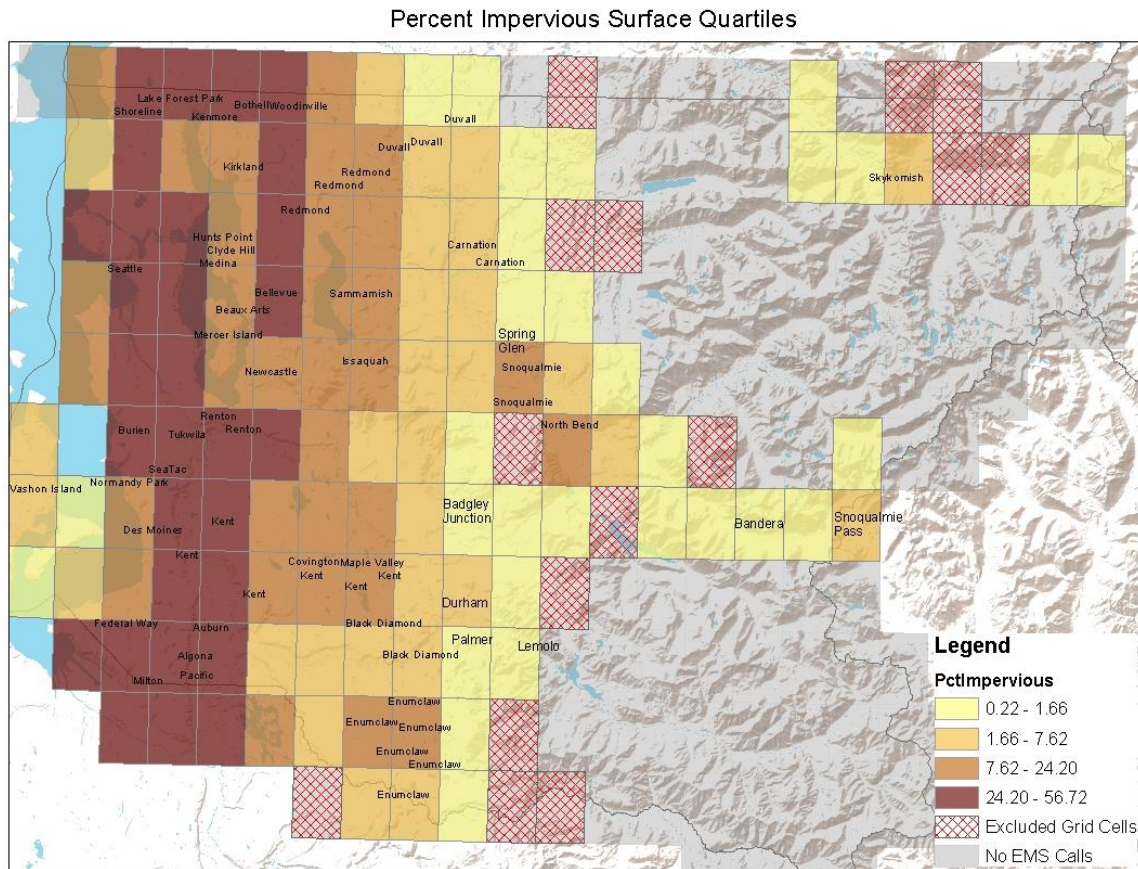 Percent Impervious Surface Quartiles
Lake Forest Park
Bothell
Woodinville
Shoreline
Kenmore
Duvall
Duvall
Duvall
Kirkland
Redmond
Redmond
Skykomish
Redmond
Hunts Point
Clyde Hill
Medina
Carnation
Carnation
Seattle
Bellevue
Sammamish
Beaux Arts
Mercer Island
Spring
Glen
Issaquah
Newcastle
Snoqualmie
Snoqualmie
Renton
Burien
Tukwila
Renton
North Bend
SeaTac
Normandy Park
Vashon Island
Badgley
Junction
Des Moines
Kent
Bandera
Snoqualmie
Pass
Kent
Covington
Maple Valley
Kent
Kent
Kent
Kent
Durham
Federal Way
Auburn
Black Diamond
Palmer
Lemolo
Algona
Black Diamond
Pacific
Milton
Enumclaw
Enumclaw
Enumclaw
Enumclaw
Enumclaw
Enumclaw
Legend
PctImpervious
0.22 - 1.66
1.66 - 7.62
7.62 - 24.20
24.20 - 56.72
Excluded Grid Cells
No EMS Calls